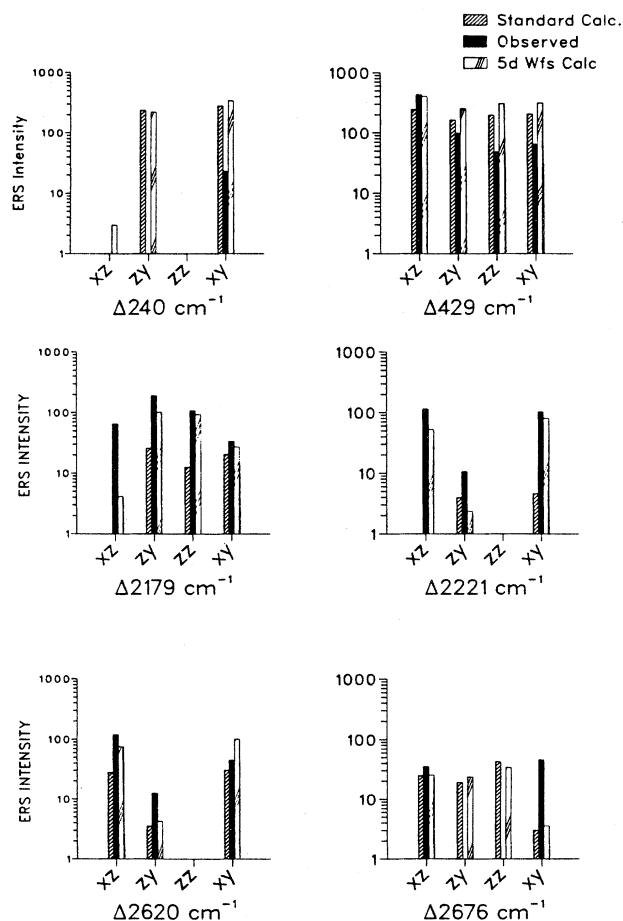 Standard Calc.
Observed
5d Wfs Calc
ERS Intensity
1000
100
10
1
xz
zy
zz
xy
Δ240 cm⁻¹
1000
100
10
1
xz
zy
zz
xy
Δ429 cm⁻¹
ERS INTENSITY
1000
100
10
1
xz
zy
zz
xy
Δ2179 cm⁻¹
1000
100
10
1
xz
zy
zz
xy
Δ2221 cm⁻¹
ERS INTENSITY
1000
100
10
1
xz
zy
zz
xy
Δ2620 cm⁻¹
1000
100
10
1
xz
zy
zz
xy
Δ2676 cm⁻¹